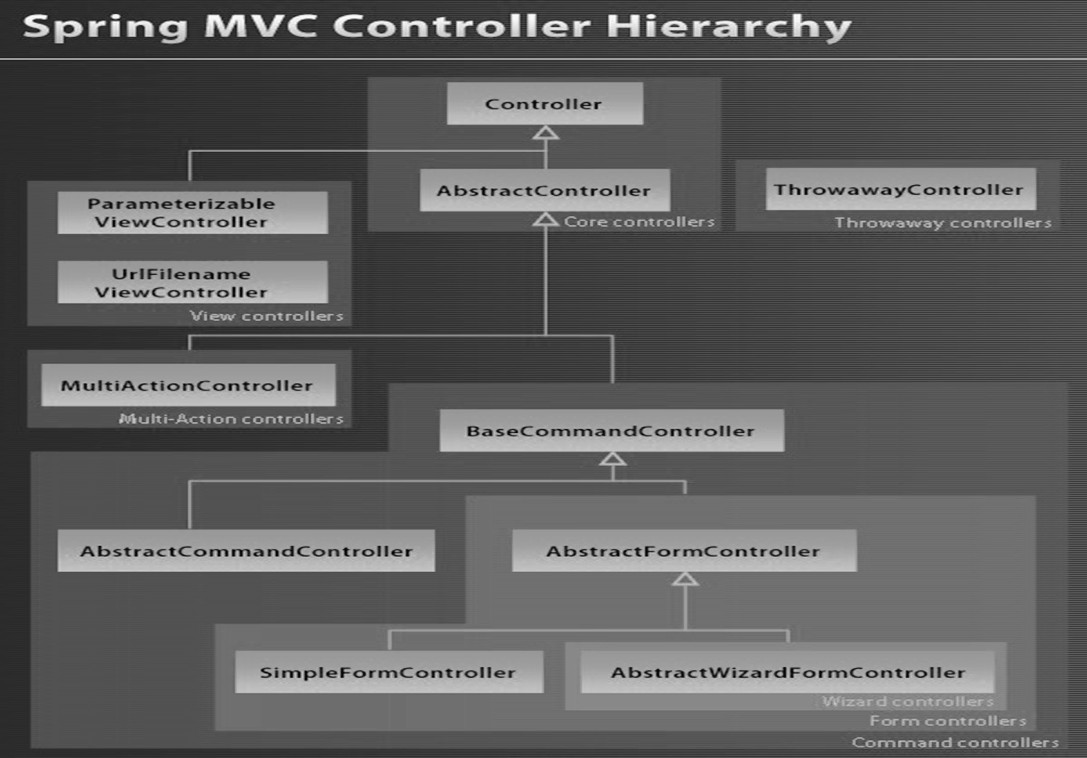 Spring MVC Controller Hierarchy
Controller
AbstractController
Core controllers
ThrowawayController
Throwaway controllers
Parameterizable
ViewController
UrlFilename
ViewController
View controllers
MultiActionController
Multi-Action controllers
BaseCommandController
AbstractCommandController
AbstractFormController
SimpleFormController
AbstractWizardFormController
Wizard controllers
Form controllers
Command controllers